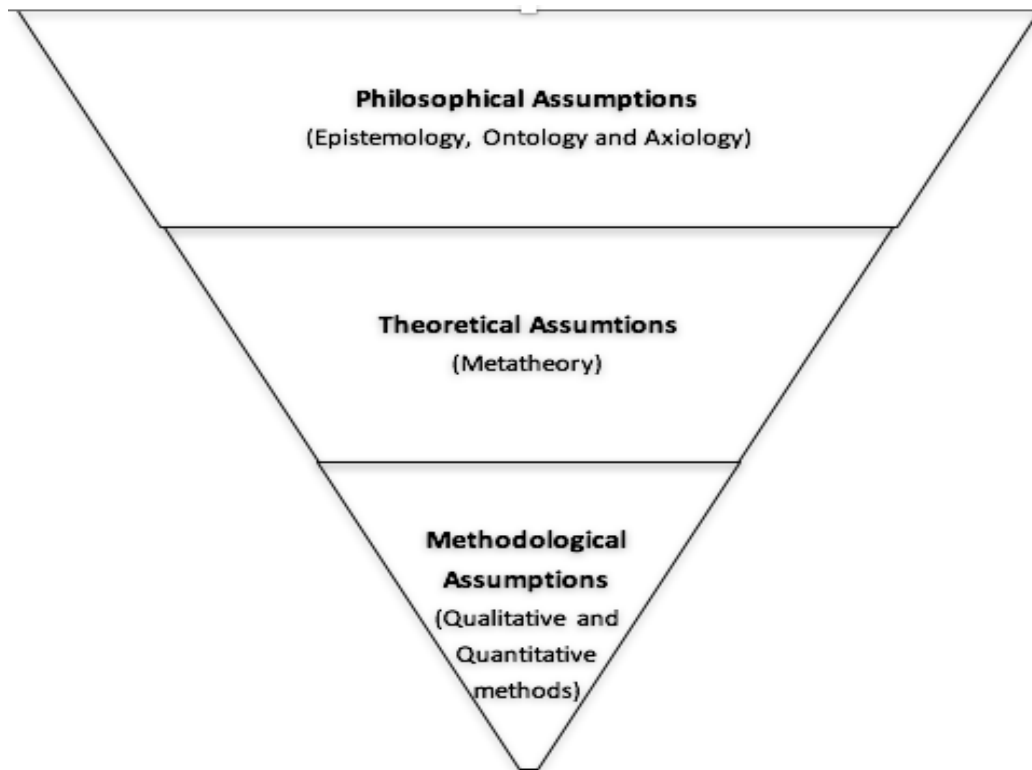 Philosophical Assumptions
(Epistemology, Ontology and Axiology)
Theoretical Assumtions
(Metatheory)
Methodological
Assumptions
(Qualitative and
Quantitative
methods)